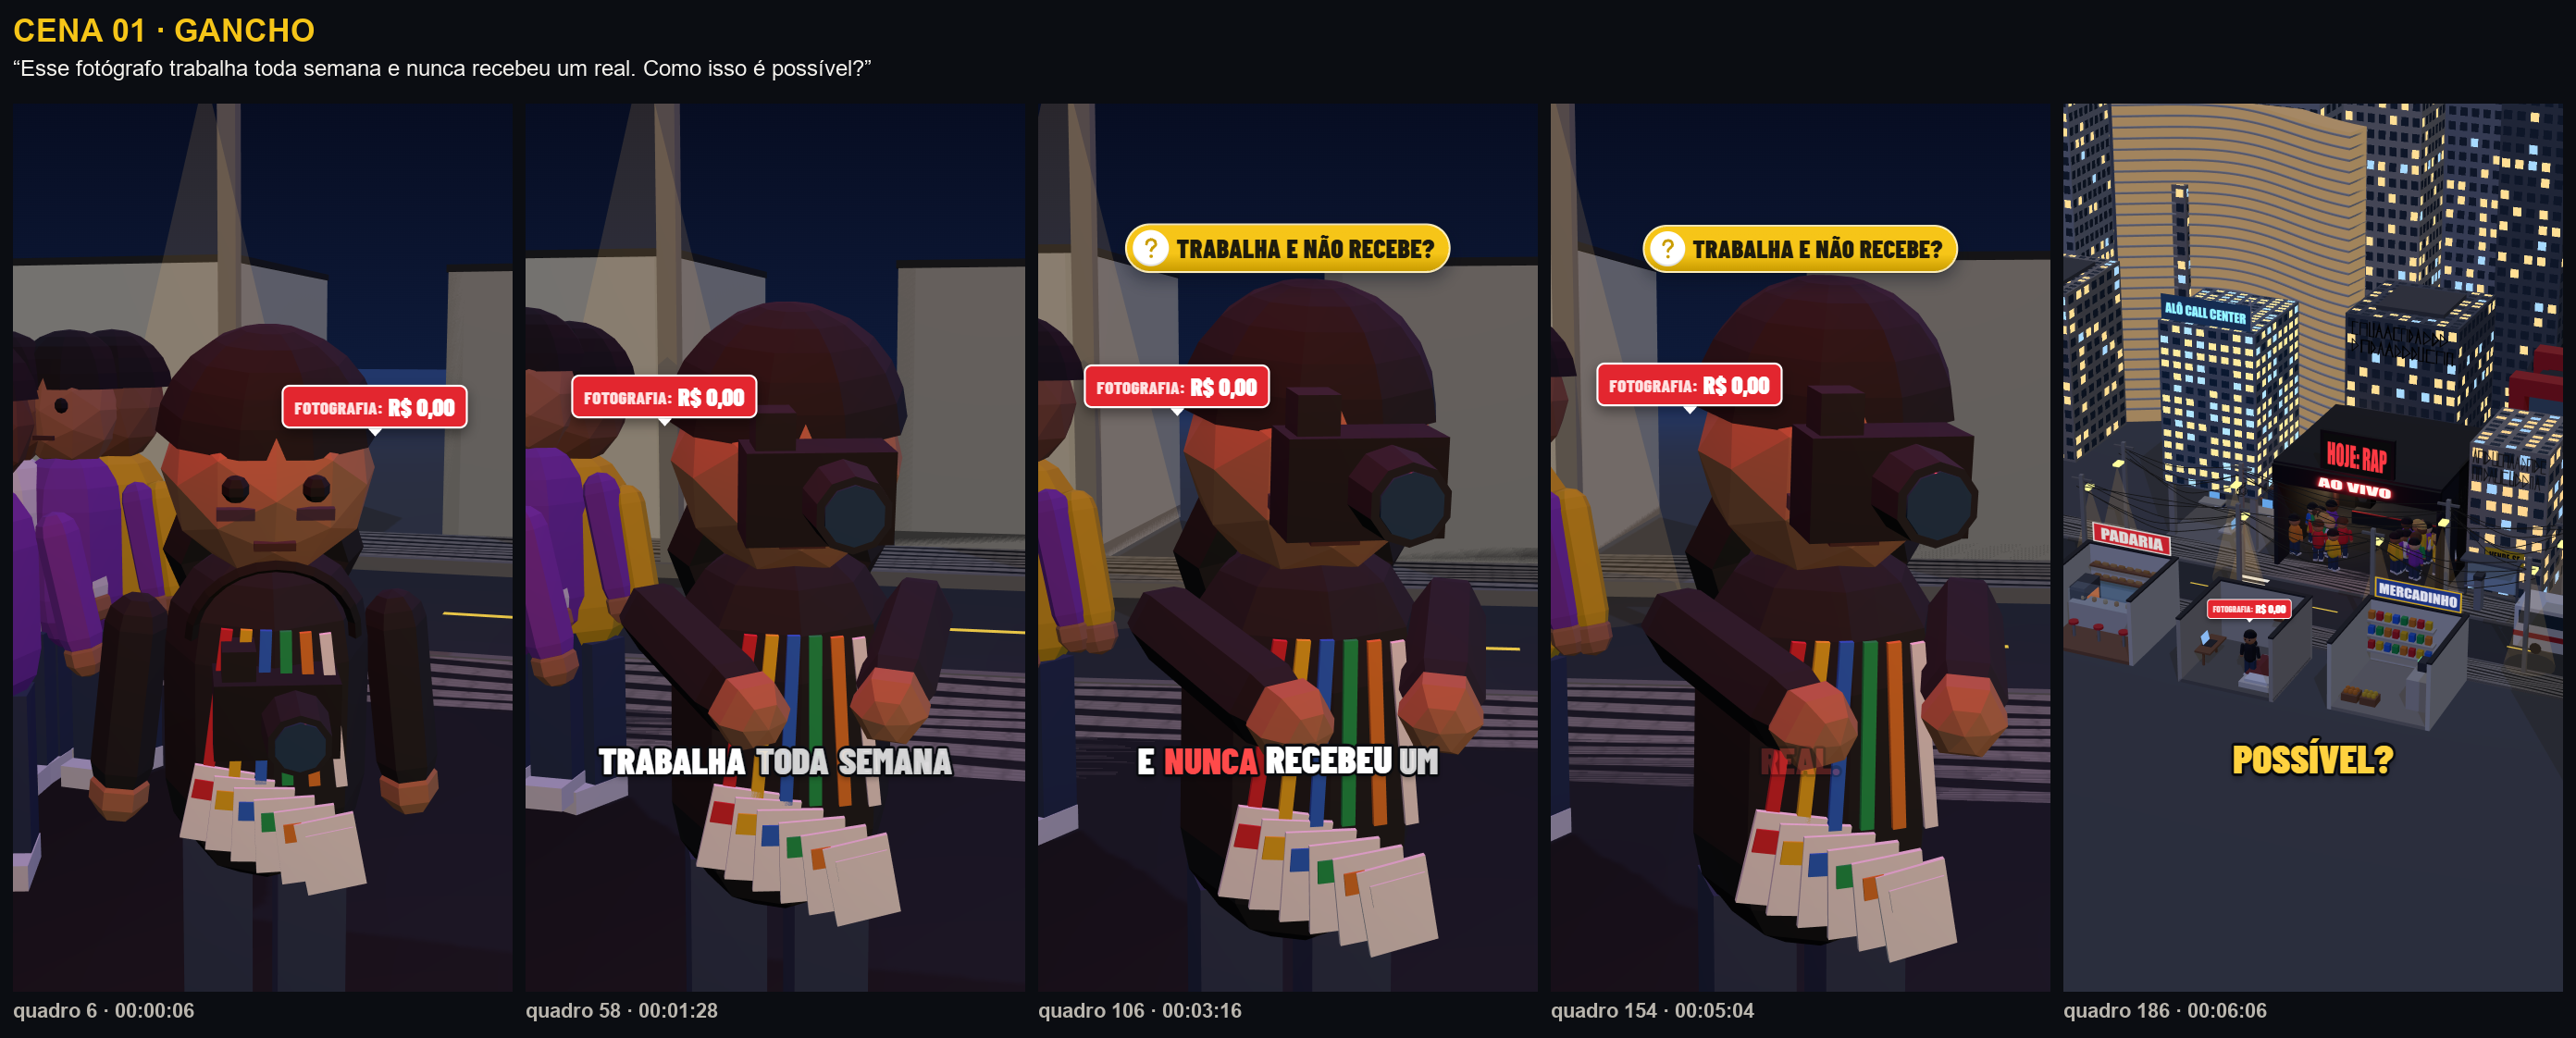 CENA 01 · GANCHO
“Esse fotógrafo trabalha toda semana e nunca recebeu um real. Como isso é possível?”
FOTOGRAFIA: R$ 0,00
FOTOGRAFIA: R$ 0,00
TRABALHA TODA SEMANA
? TRABALHA E NÃO RECEBE?
FOTOGRAFIA: R$ 0,00
E NUNCA RECEBEU UM
? TRABALHA E NÃO RECEBE?
FOTOGRAFIA: R$ 0,00
REAL.
ALÔ CALL CENTER
HOJE: RAP
AO VIVO
PADARIA
MERCADINHO
FOTOGRAFIA: R$ 0,00
POSSÍVEL?
quadro 6 · 00:00:06
quadro 58 · 00:01:28
quadro 106 · 00:03:16
quadro 154 · 00:05:04
quadro 186 · 00:06:06